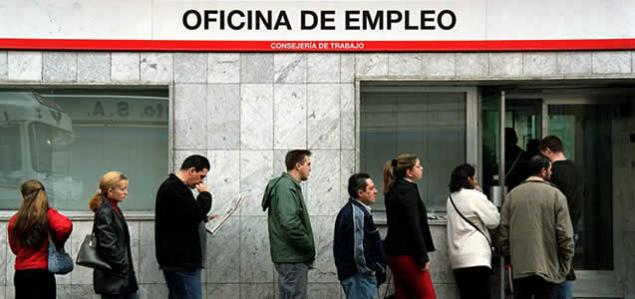 OFICINA DE EMPLEO
CONSEJERÍA DE TRABAJO
S.A.